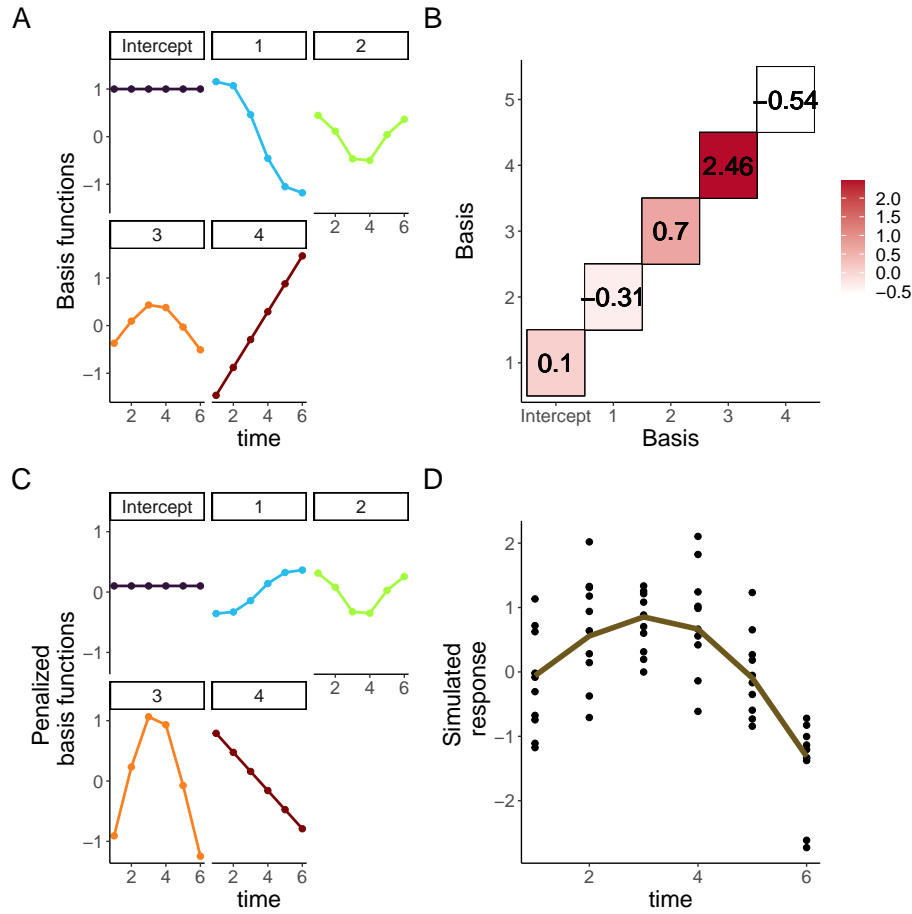 A
Intercept 1 2
1
0
−1
2 4 6
3 4
1
0
−1
2 4 6 2 4 6
Basis functions
time
B
5
4
3
2
1
−0.54
2.46
0.7
−0.31
0.1
Intercept 1 2 3 4
Basis
Basis
2.0
1.5
1.0
0.5
0.0
−0.5
C
Intercept 1 2
1
0
−1
2 4 6
3 4
1
0
−1
2 4 6 2 4 6
Penalized
basis functions
time
D
2
1
0
−1
−2
2 4 6
Simulated
response
time